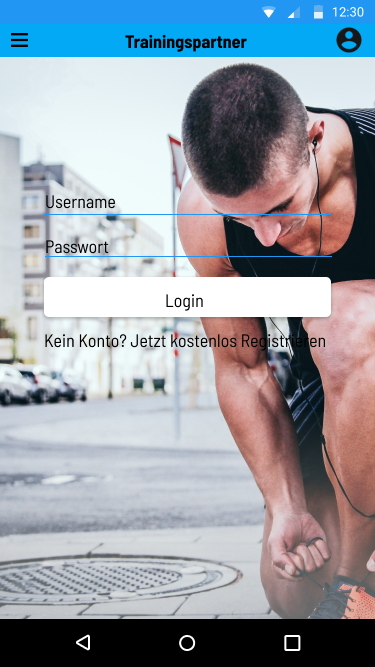 12:30
Trainingspartner
Username
Passwort
Login
Kein Konto? Jetzt kostenlos Registrieren